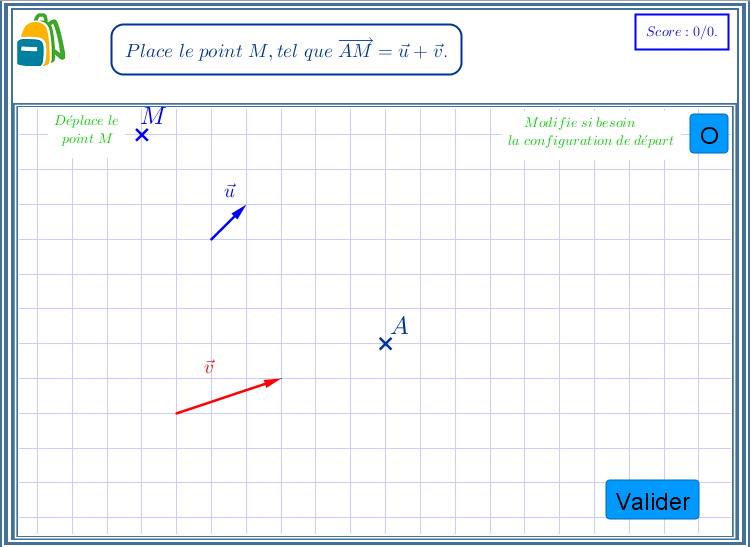 Place le point M, tel que $\overrightarrow{AM} = \vec{u} + \vec{v}$.
Score : 0/0.
Déplace le
point M
M
Modifie si besoin
la configuration de départ
O
$\vec{u}$
A
$\vec{v}$
Valider